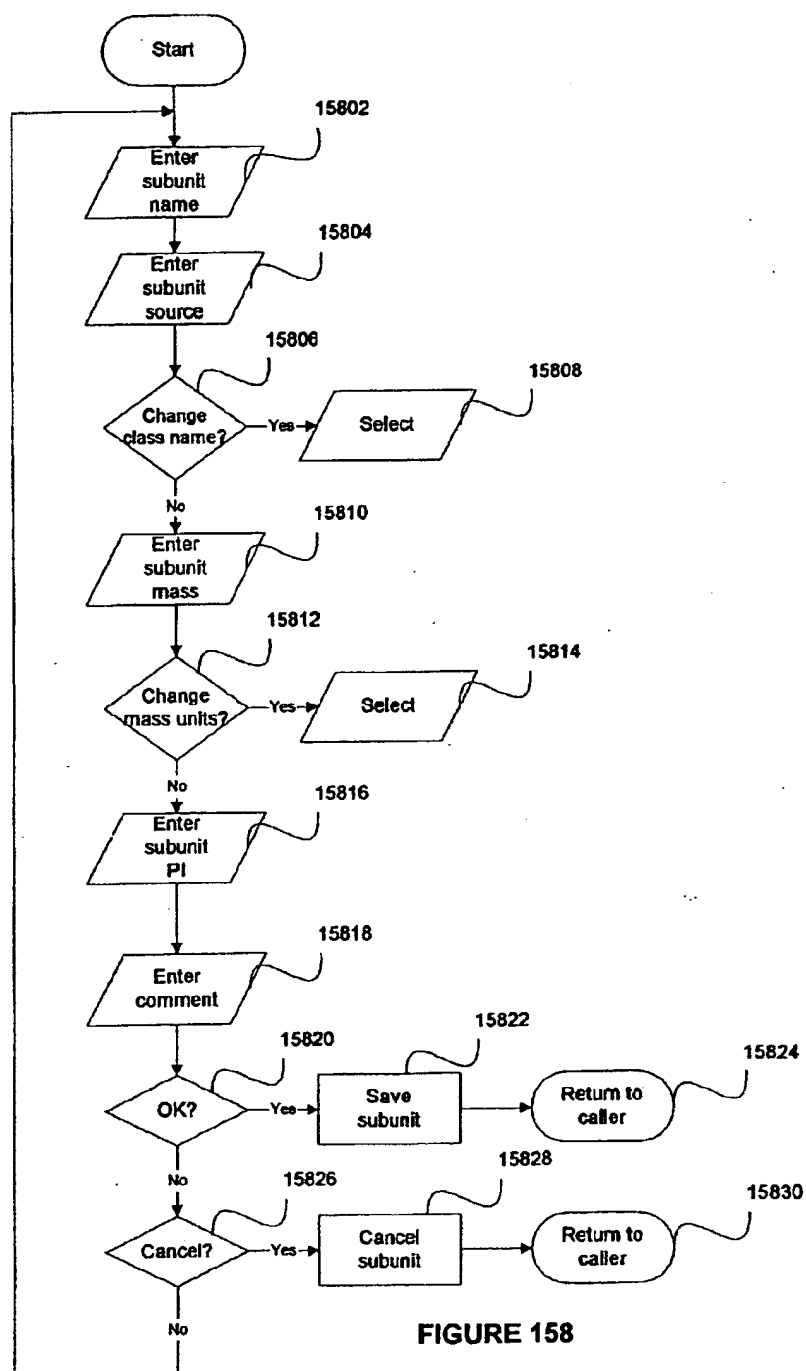 Start
15802
Enter
subunit
name
15804
Enter
subunit
source
15806
Change
class name?
Yes
15808
Select
No
15810
Enter
subunit
mass
15812
Change
mass units?
Yes
15814
Select
No
15816
Enter
subunit
PI
15818
Enter
comment
15820
OK?
Yes
15822
Save
subunit
15824
Return to
caller
No
15826
Cancel?
Yes
15828
Cancel
subunit
15830
Return to
caller
No
FIGURE 158